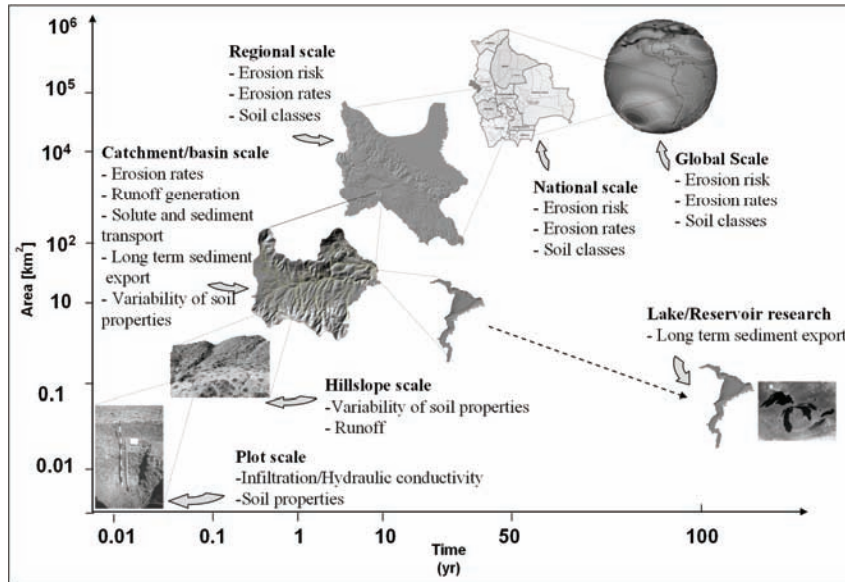 10⁶
10⁵
10⁴
10²
10
0.1
0.01
Area [km²]
Regional scale
- Erosion risk
- Erosion rates
- Soil classes
Catchment/basin scale
- Erosion rates
- Runoff generation
- Solute and sediment
transport
- Long term sediment
export
- Variability of soil
properties
National scale
- Erosion risk
- Erosion rates
- Soil classes
Global Scale
- Erosion risk
- Erosion rates
- Soil classes
Lake/Reservoir research
- Long term sediment export
Hillslope scale
-Variability of soil properties
- Runoff
Plot scale
-Infiltration/Hydraulic conductivity
-Soil properties
0.01
0.1
1
10
50
100
Time
(yr)